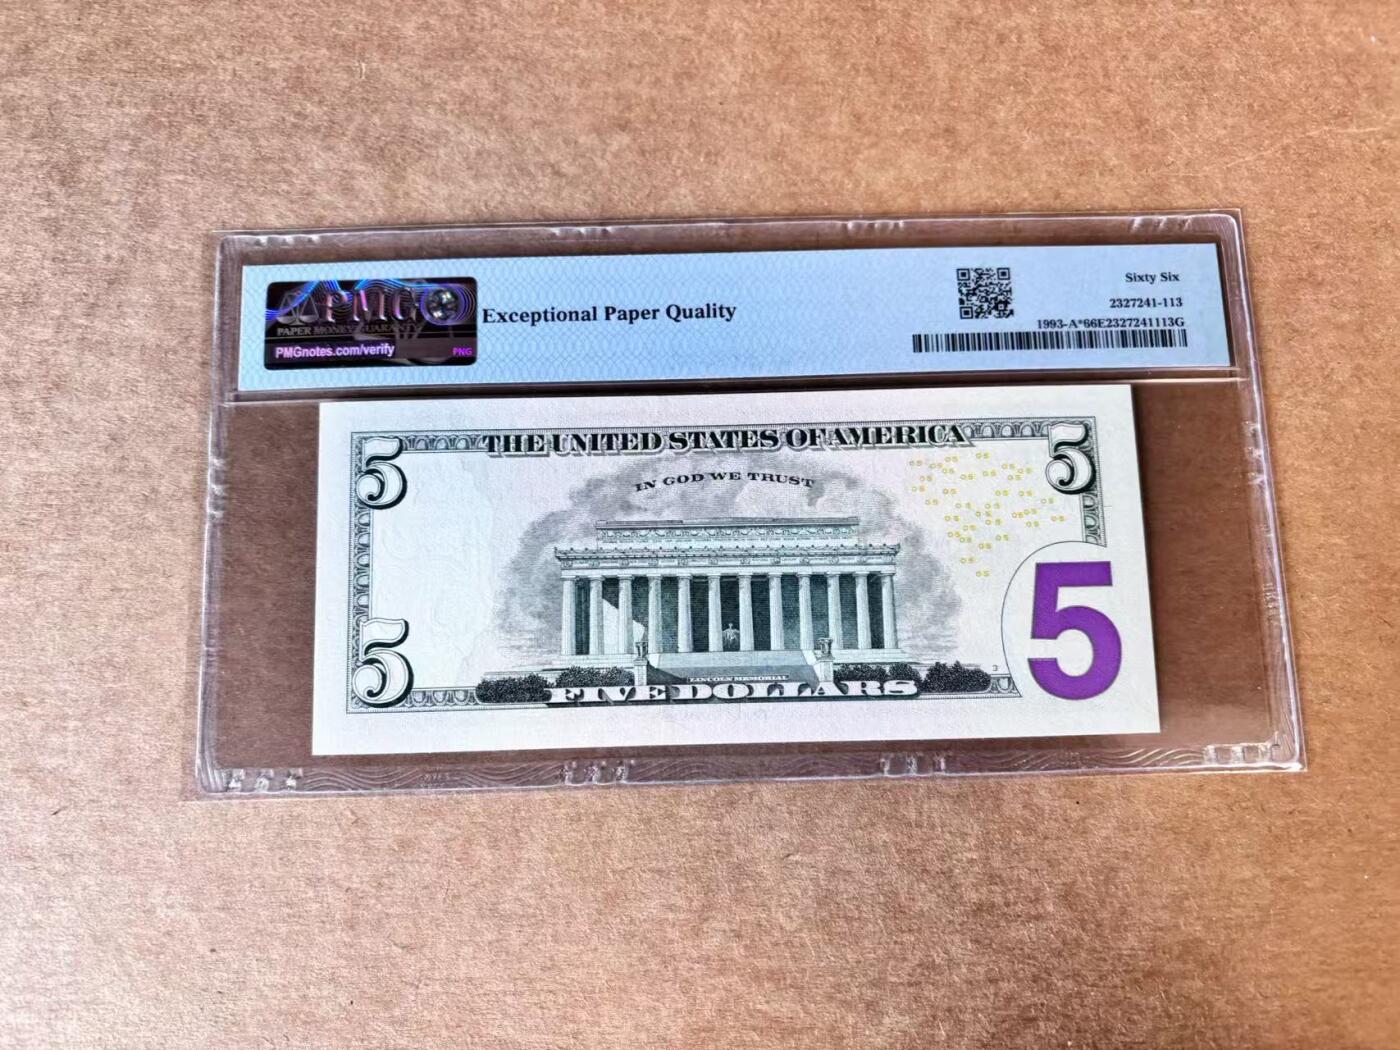 PMG
PAPER MONEY GUARANTY
PMGnotes.com/verify
PNG
Exceptional Paper Quality
Sixty Six
2327241-113
1993-A*66E2327241113G
5
THE UNITED STATES OF AMERICA
5
IN GOD WE TRUST
5
LINCOLN MEMORIAL
FIVE DOLLARS
3
5